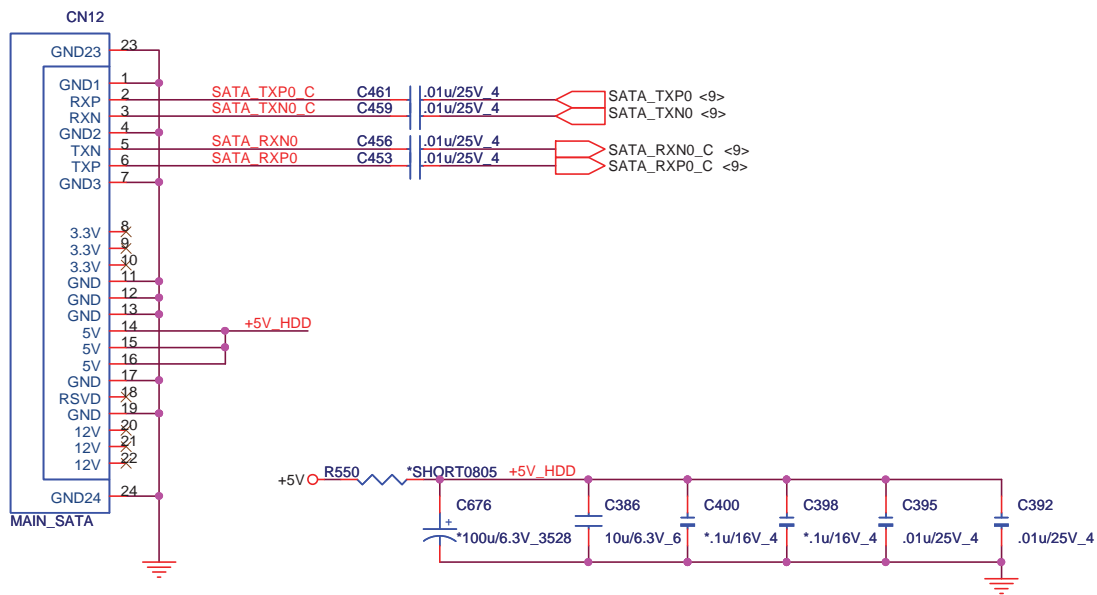 CN12
GND23 23
GND1 1
RXP 2 SATA_TXP0_C C461 .01u/25V_4 SATA_TXP0 <9>
RXN 3 SATA_TXN0_C C459 .01u/25V_4 SATA_TXN0 <9>
GND2 4
TXN 5 SATA_RXN0 C456 .01u/25V_4 SATA_RXN0_C <9>
TXP 6 SATA_RXP0 C453 .01u/25V_4 SATA_RXP0_C <9>
GND3 7
3.3V 8
3.3V 9
3.3V 10
GND 11
GND 12
GND 13
5V 14 +5V_HDD
5V 15
5V 16
GND 17
RSVD 18
GND 19
12V 20
12V 21
12V 22
GND24 24
MAIN_SATA
+5V R550 *SHORT0805 +5V_HDD
C676 C386 C400 C398 C395 C392
+
*100u/6.3V_3528 10u/6.3V_6 *.1u/16V_4 *.1u/16V_4 .01u/25V_4 .01u/25V_4